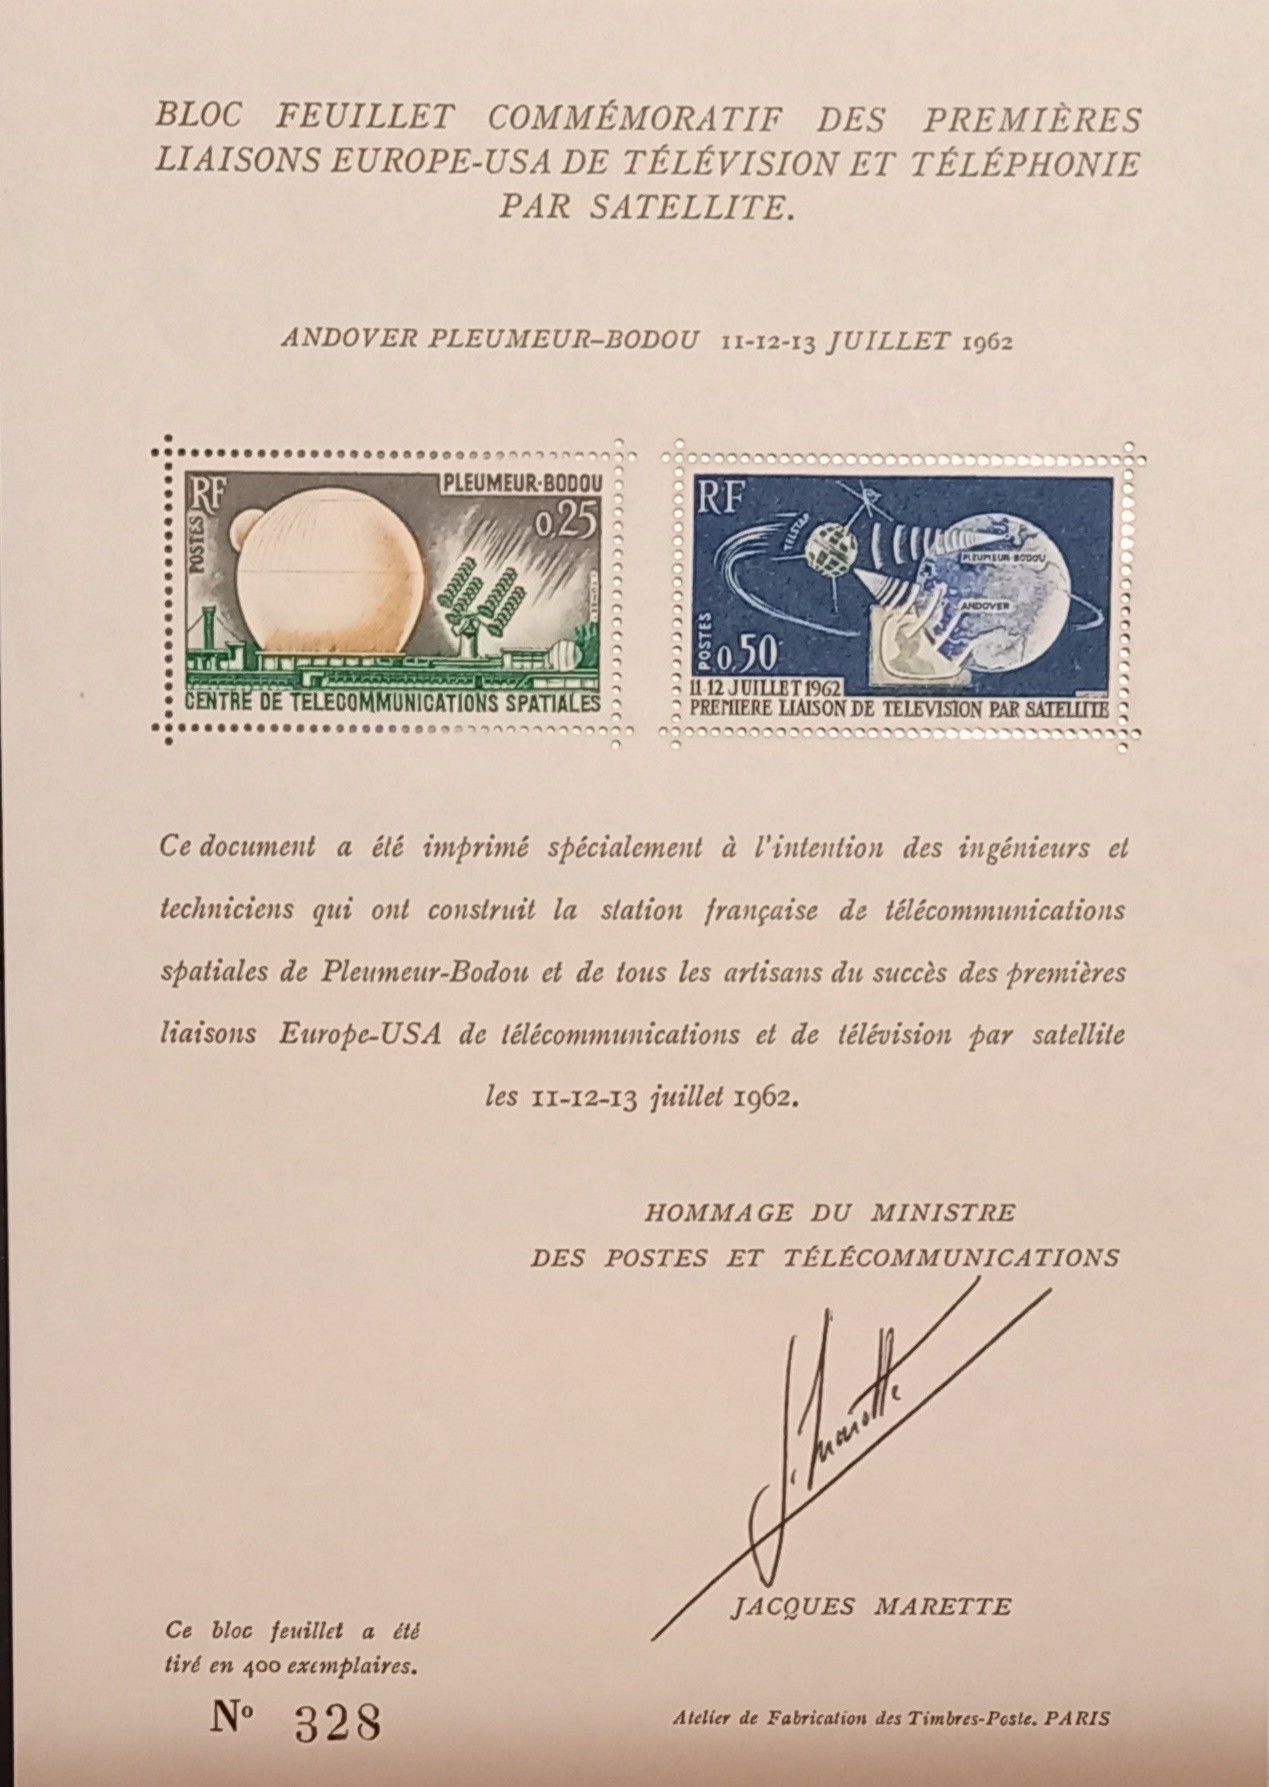 BLOC FEUILLET COMMÉMORATIF DES PREMIÈRES
LIAISONS EUROPE-USA DE TÉLÉVISION ET TÉLÉPHONIE
PAR SATELLITE.
ANDOVER PLEUMEUR-BODOU 11-12-13 JUILLET 1962
RF
POSTES
PLEUMEUR-BODOU
0,25
CENTRE DE TELECOMMUNICATIONS SPATIALES
RF
TELSTAR
PLEUMEUR-BODOU
ANDOVER
POSTES
0,50
11-12 JUILLET 1962
PREMIERE LIAISON DE TELEVISION PAR SATELLITE
Ce document a été imprimé spécialement à l'intention des ingénieurs et
techniciens qui ont construit la station française de télécommunications
spatiales de Pleumeur-Bodou et de tous les artisans du succès des premières
liaisons Europe-USA de télécommunications et de télévision par satellite
les 11-12-13 juillet 1962.
HOMMAGE DU MINISTRE
DES POSTES ET TÉLÉCOMMUNICATIONS
J. Marette
JACQUES MARETTE
Ce bloc feuillet a été
tiré en 400 exemplaires.
Nº 328
Atelier de Fabrication des Timbres-Poste. PARIS